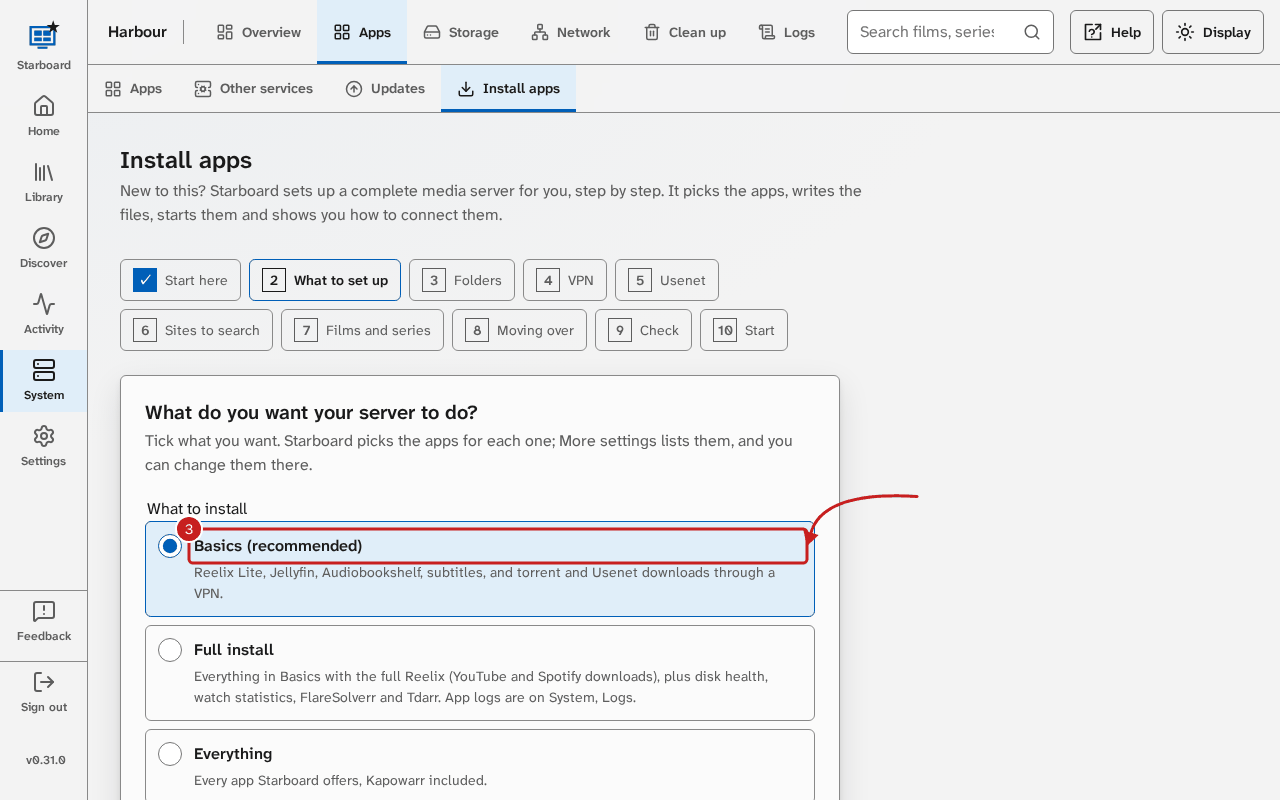 Starboard
Home
Library
Discover
Activity
System
Settings
Feedback
Sign out
v0.31.0
Harbour
Overview
Apps
Storage
Network
Clean up
Logs
Search films, series
Help
Display
Apps
Other services
Updates
Install apps
Install apps
New to this? Starboard sets up a complete media server for you, step by step. It picks the apps, writes the
files, starts them and shows you how to connect them.
✓ Start here
2 What to set up
3 Folders
4 VPN
5 Usenet
6 Sites to search
7 Films and series
8 Moving over
9 Check
10 Start
What do you want your server to do?
Tick what you want. Starboard picks the apps for each one; More settings lists them, and you
can change them there.
What to install
3
Basics (recommended)
Reelix Lite, Jellyfin, Audiobookshelf, subtitles, and torrent and Usenet downloads through a
VPN.
Full install
Everything in Basics with the full Reelix (YouTube and Spotify downloads), plus disk health,
watch statistics, FlareSolverr and Tdarr. App logs are on System, Logs.
Everything
Every app Starboard offers, Kapowarr included.